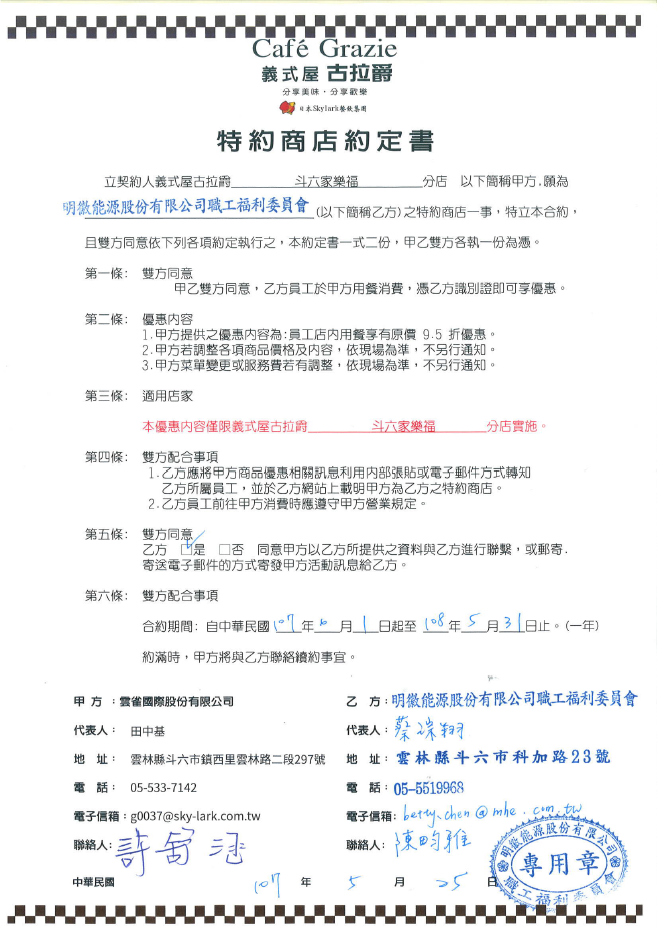 Café Grazie
義式屋 古拉爵
分享美味・分享歡樂
日本Skylark餐飲集團
特約商店約定書
立契約人義式屋古拉爵 斗六家樂福 分店 以下簡稱甲方,願為
明徽能源股份有限公司職工福利委員會 (以下簡稱乙方)之特約商店一事，特立本合約，
且雙方同意依下列各項約定執行之，本約定書一式二份，甲乙雙方各執一份為憑。
第一條: 雙方同意
甲乙雙方同意，乙方員工於甲方用餐消費，憑乙方識別證即可享優惠。
第二條: 優惠內容
1.甲方提供之優惠內容為:員工店內用餐享有原價 9.5 折優惠。
2.甲方若調整各項商品價格及內容，依現場為準，不另行通知。
3.甲方菜單變更或服務費若有調整，依現場為準，不另行通知。
第三條: 適用店家
本優惠內容僅限義式屋古拉爵 斗六家樂福 分店實施。
第四條: 雙方配合事項
1.乙方應將甲方商品優惠相關訊息利用內部張貼或電子郵件方式轉知
乙方所屬員工，並於乙方網站上載明甲方為乙方之特約商店。
2.乙方員工前往甲方消費時應遵守甲方營業規定。
第五條: 雙方同意
乙方 ☑是 □否 同意甲方以乙方所提供之資料與乙方進行聯繫，或郵寄.
寄送電子郵件的方式寄發甲方活動訊息給乙方。
第六條: 雙方配合事項
合約期間: 自中華民國 107 年 6 月 1 日起至 108 年 5 月 31 日止。(一年)
約滿時，甲方將與乙方聯絡續約事宜。
甲 方：雲雀國際股份有限公司
代表人： 田中基
地 址： 雲林縣斗六市鎮西里雲林路二段297號
電 話： 05-533-7142
電子信箱：g0037@sky-lark.com.tw
聯絡人: 許
乙 方：明徽能源股份有限公司職工福利委員會
代表人： 蔡
地 址： 雲林縣斗六市科加路23號
電 話： 05-5519968
電子信箱：betty.chen@mhe.com.tw
聯絡人： 陳昀雅
中華民國 107 年 5 月 25 日
明徽能源股份有限公司
專用章
職工福利委員會